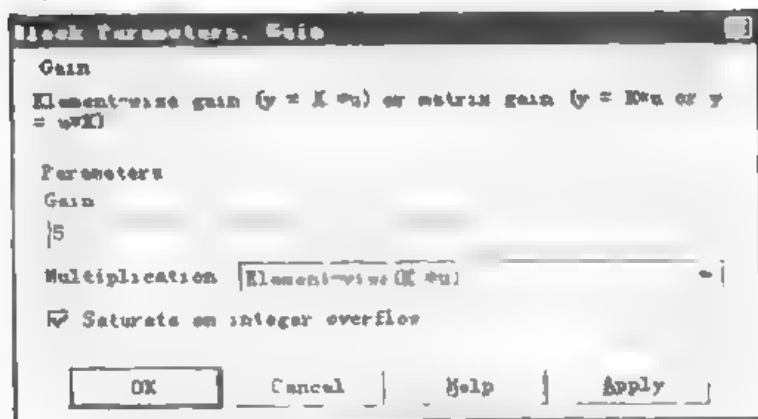 Block Parameters: Gain
Gain
Element-wise gain (y = K.*u) or matrix gain (y = K*u or y
= u*K)
Parameters
Gain
5
Multiplication Element-wise(K.*u)
Saturate on integer overflow
OK Cancel Help Apply